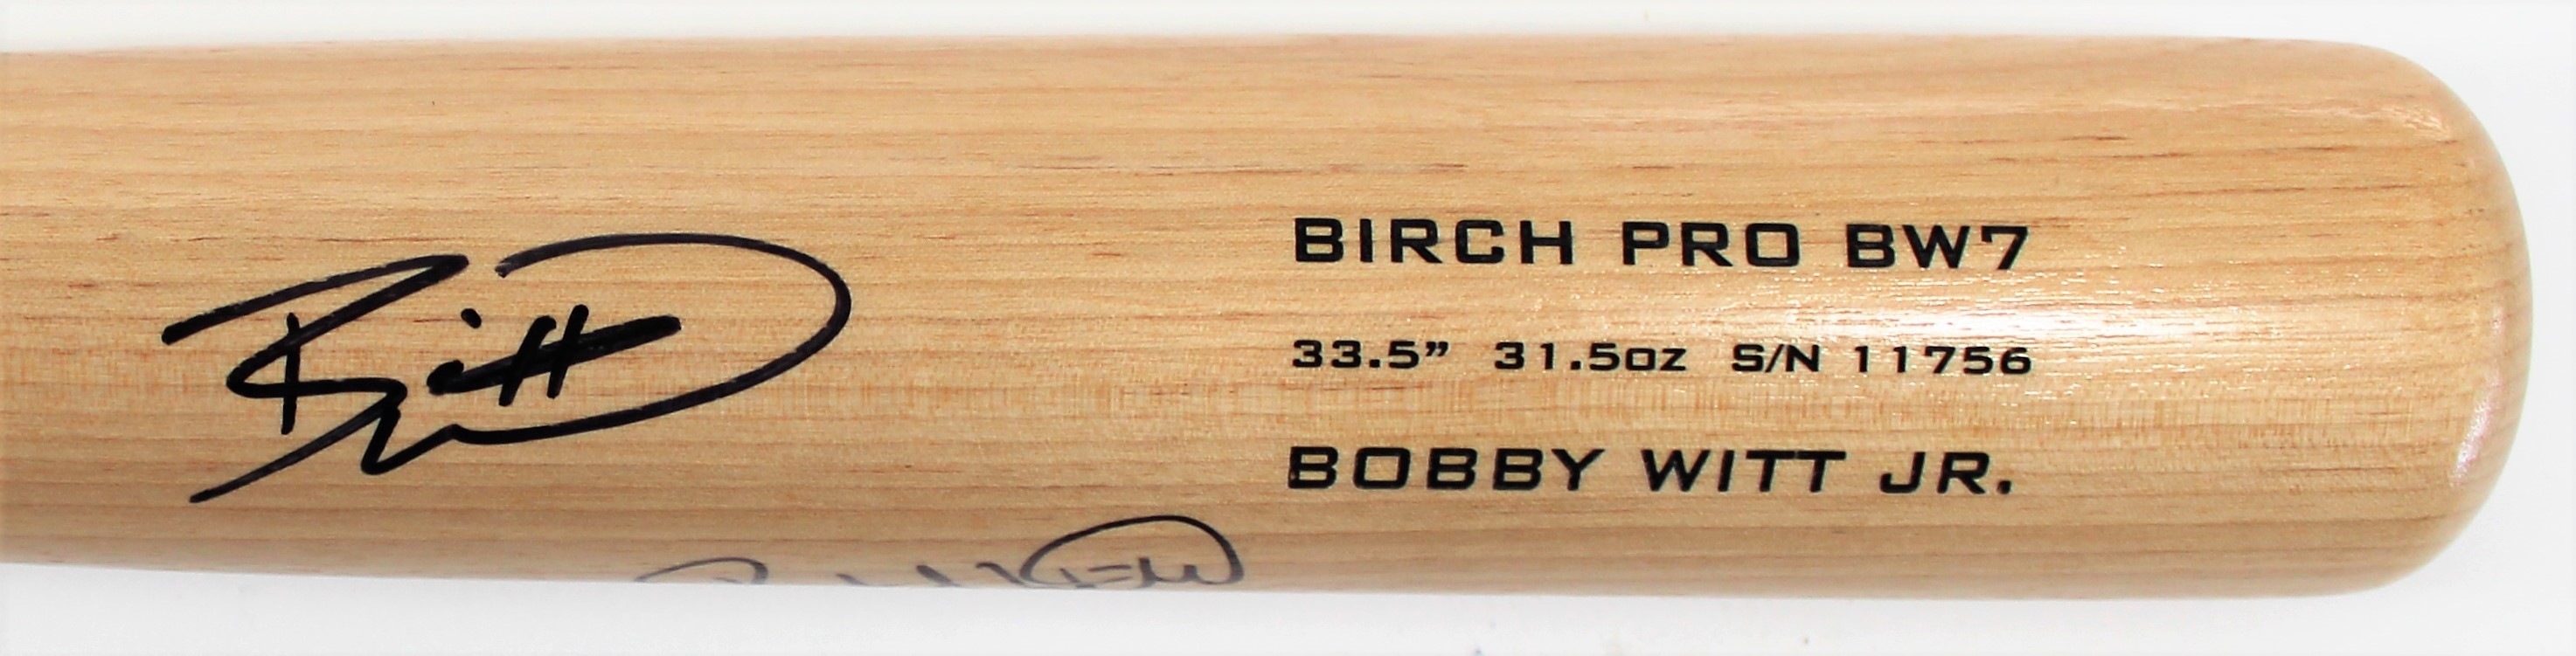 BIRCH PRO BW7
33.5” 31.5oz S/N 11756
BOBBY WITT JR.